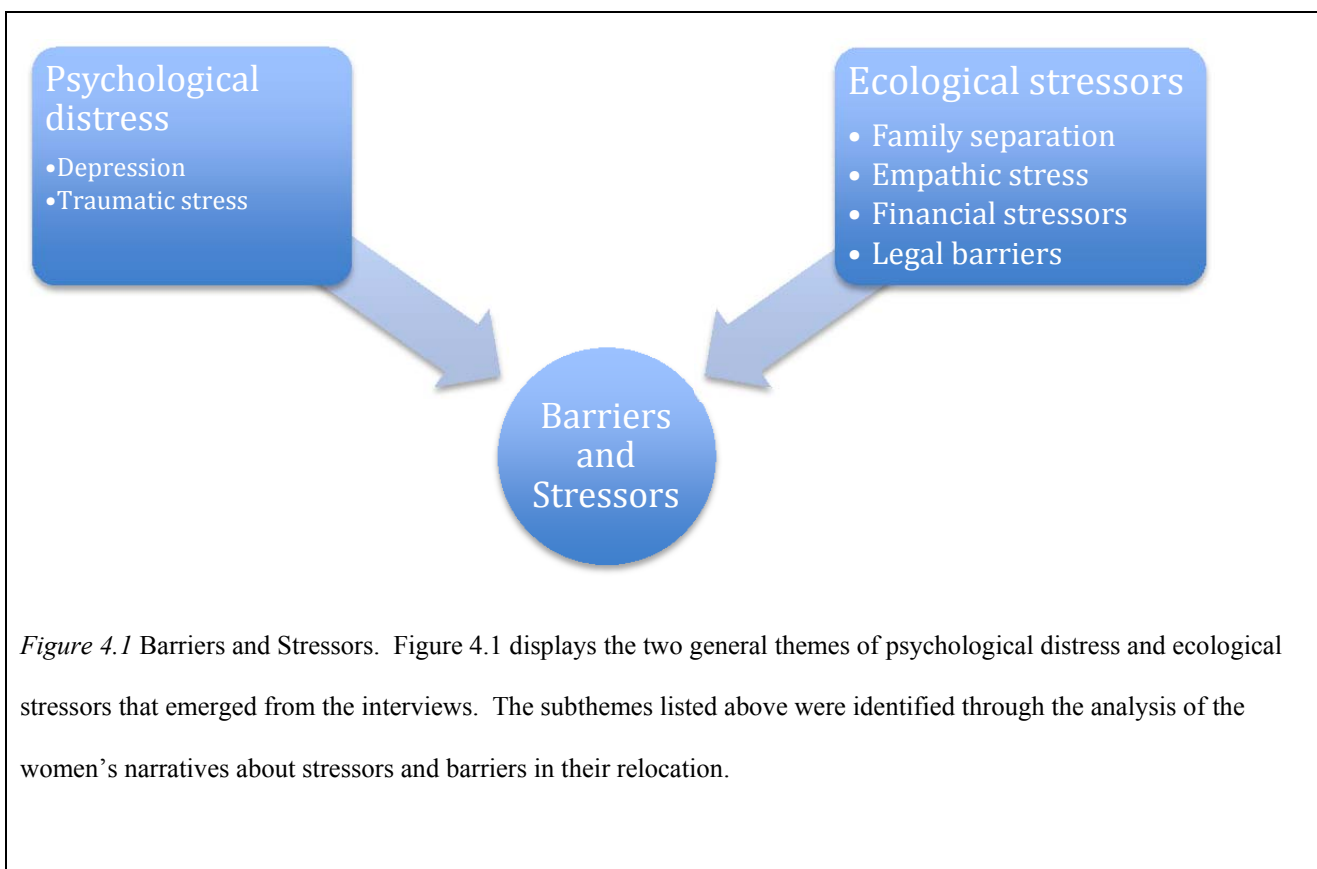 Psychological
distress
•Depression
•Traumatic stress
Ecological stressors
• Family separation
• Empathic stress
• Financial stressors
• Legal barriers
Barriers
and
Stressors
Figure 4.1 Barriers and Stressors.  Figure 4.1 displays the two general themes of psychological distress and ecological
stressors that emerged from the interviews.  The subthemes listed above were identified through the analysis of the
women’s narratives about stressors and barriers in their relocation.